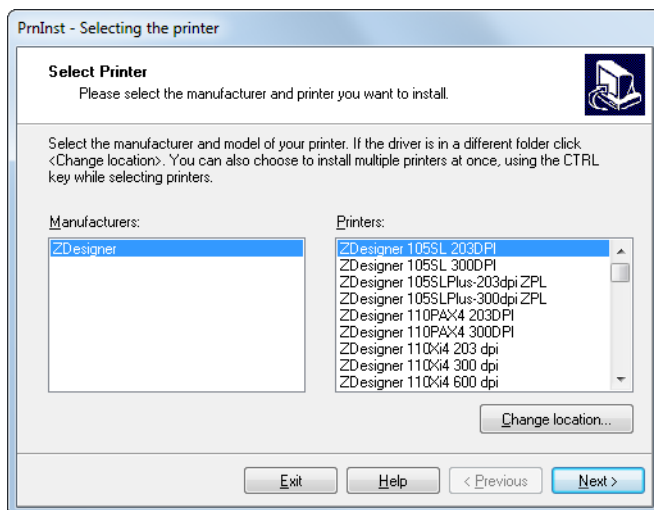 PrnInst - Selecting the printer
Select Printer
Please select the manufacturer and printer you want to install.
Select the manufacturer and model of your printer. If the driver is in a different folder click
<Change location>. You can also choose to install multiple printers at once, using the CTRL
key while selecting printers.
Manufacturers:
ZDesigner
Printers:
ZDesigner 105SL 203DPI
ZDesigner 105SL 300DPI
ZDesigner 105SLPlus-203dpi ZPL
ZDesigner 105SLPlus-300dpi ZPL
ZDesigner 110PAX4 203DPI
ZDesigner 110PAX4 300DPI
ZDesigner 110Xi4 203 dpi
ZDesigner 110Xi4 300 dpi
ZDesigner 110Xi4 600 dpi
Change location...
Exit
Help
< Previous
Next >